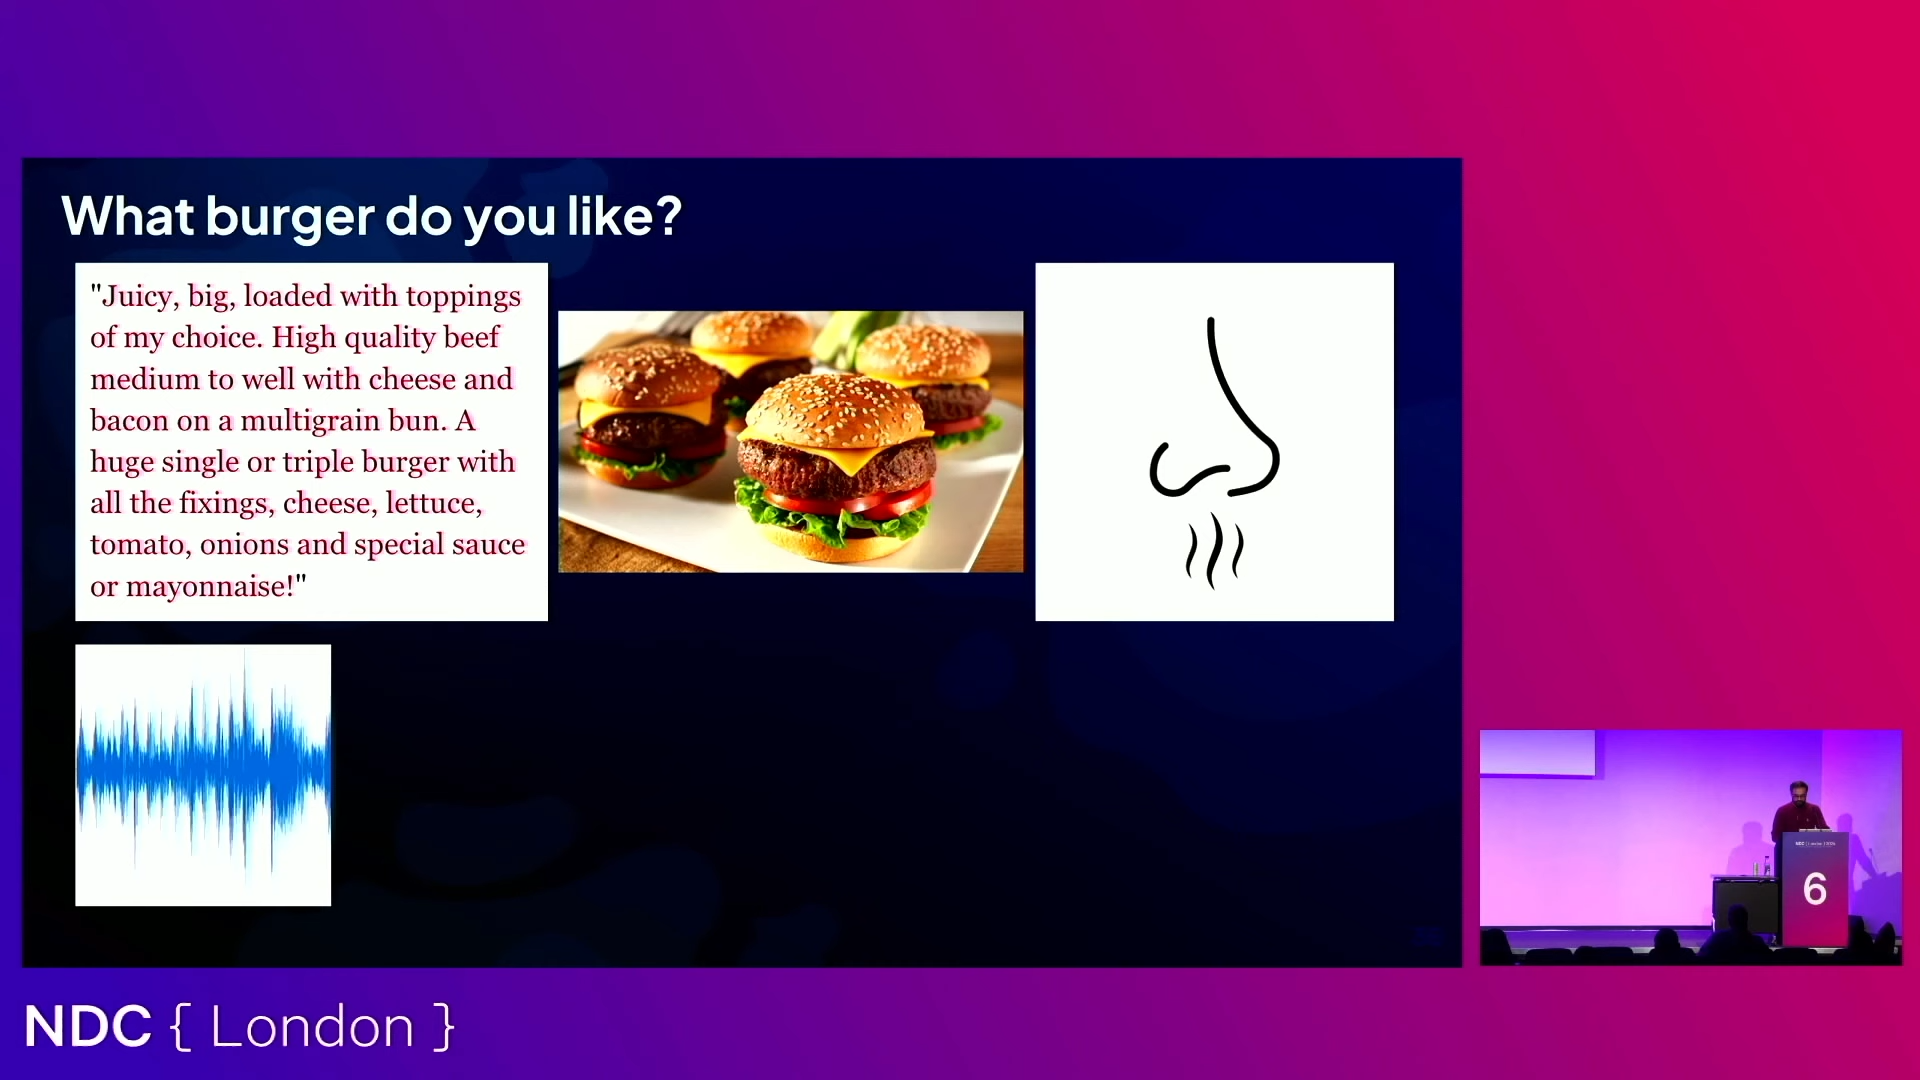 What burger do you like?
"Juicy, big, loaded with toppings
of my choice. High quality beef
medium to well with cheese and
bacon on a multigrain bun. A
huge single or triple burger with
all the fixings, cheese, lettuce,
tomato, onions and special sauce
or mayonnaise!"
6
NDC { London }